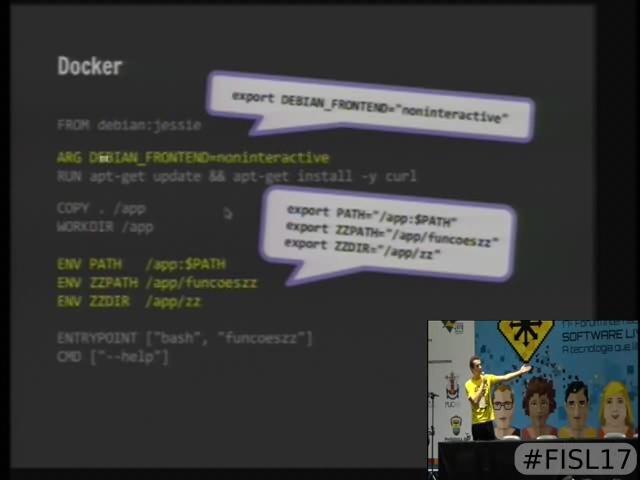 Docker
export DEBIAN_FRONTEND="noninteractive"
FROM debian:jessie
ARG DEBIAN_FRONTEND=noninteractive
RUN apt-get update && apt-get install -y curl
COPY . /app
WORKDIR /app
export PATH="/app:$PATH"
export ZZPATH="/app/funcoeszz"
export ZZDIR="/app/zz"
ENV PATH /app:$PATH
ENV ZZPATH /app/funcoeszz
ENV ZZDIR /app/zz
ENTRYPOINT ["bash", "funcoeszz"]
CMD ["--help"]
SOFTWARE LI
A tecnologia que l
#FISL17